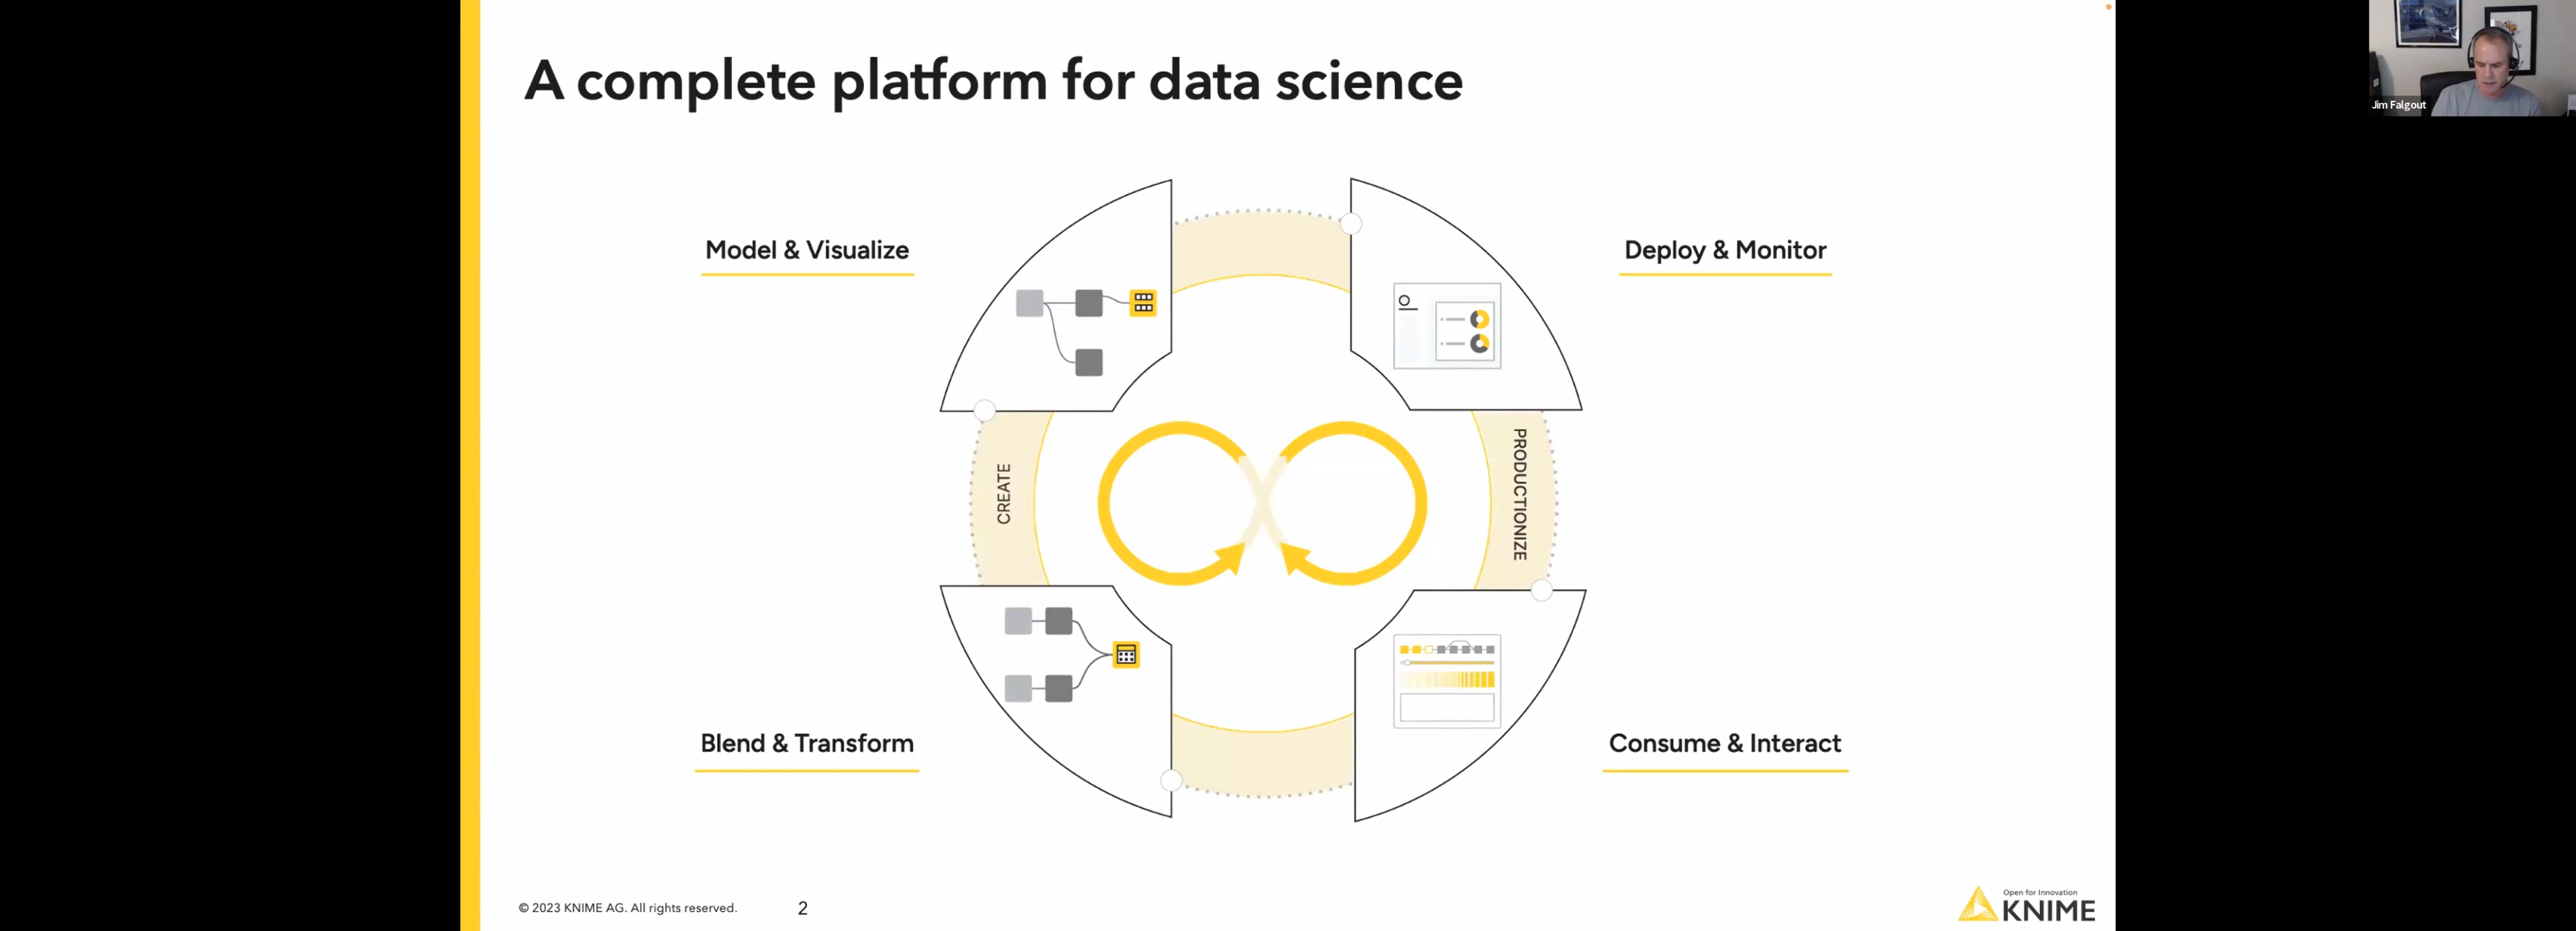 A complete platform for data science
Jim Falgout
Model & Visualize
Deploy & Monitor
CREATE
PRODUCTIONIZE
Blend & Transform
Consume & Interact
© 2023 KNIME AG. All rights reserved.
2
Open for Innovation
KNIME